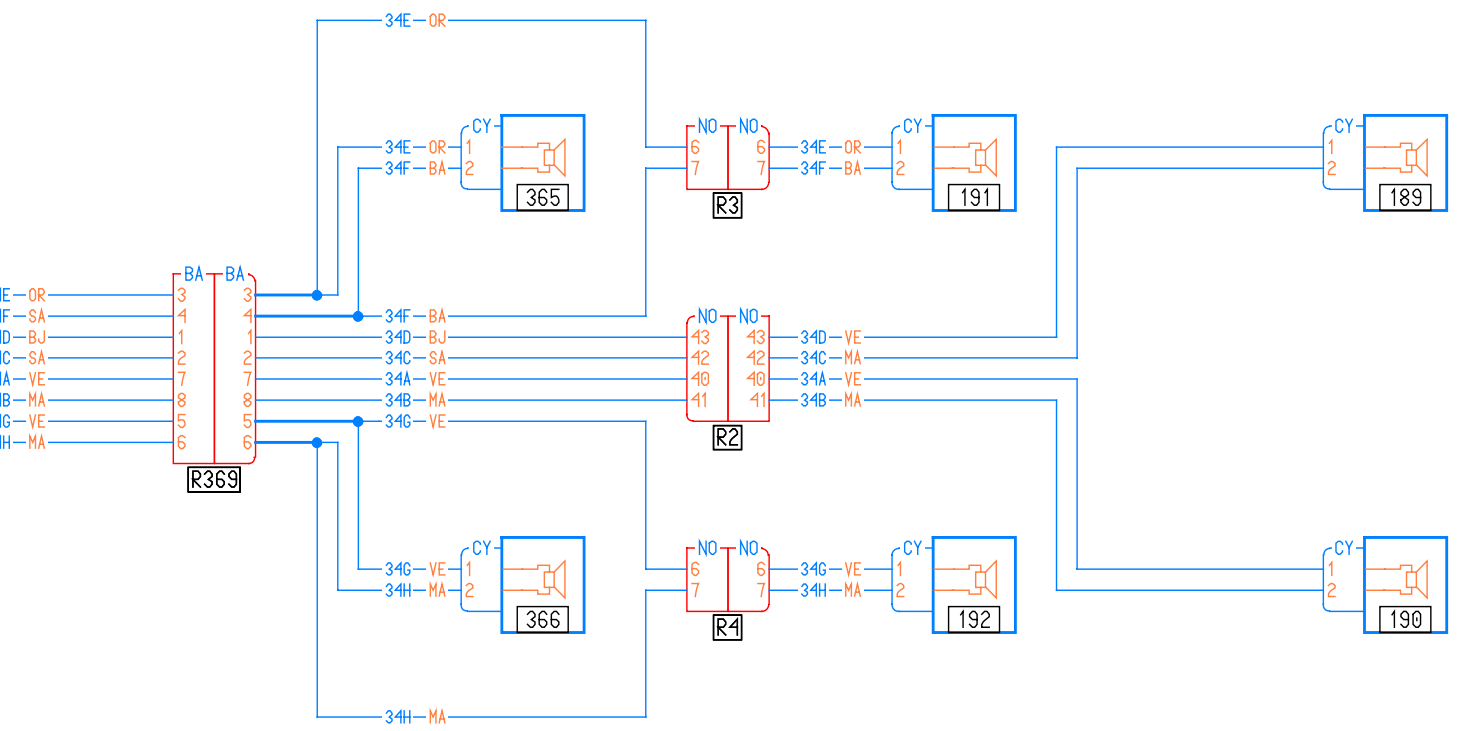 34E OR
CY NO NO CY CY
34E OR 1 6 6 34E OR 1 1
34F BA 2 7 7 34F BA 2 2
365 R3 191 189
BA BA
E OR 3 3
F SA 4 4 34F BA NO NO
D BJ 1 1 34D BJ 43 43 34D VE
C SA 2 2 34C SA 42 42 34C MA
A VE 7 7 34A VE 40 40 34A VE
B MA 8 8 34B MA 41 41 34B MA
G VE 5 5 34G VE
H MA 6 6 R2
R369
CY NO NO CY CY
34G VE 1 6 6 34G VE 1 1
34H MA 2 7 7 34H MA 2 2
366 R4 192 190
34H MA